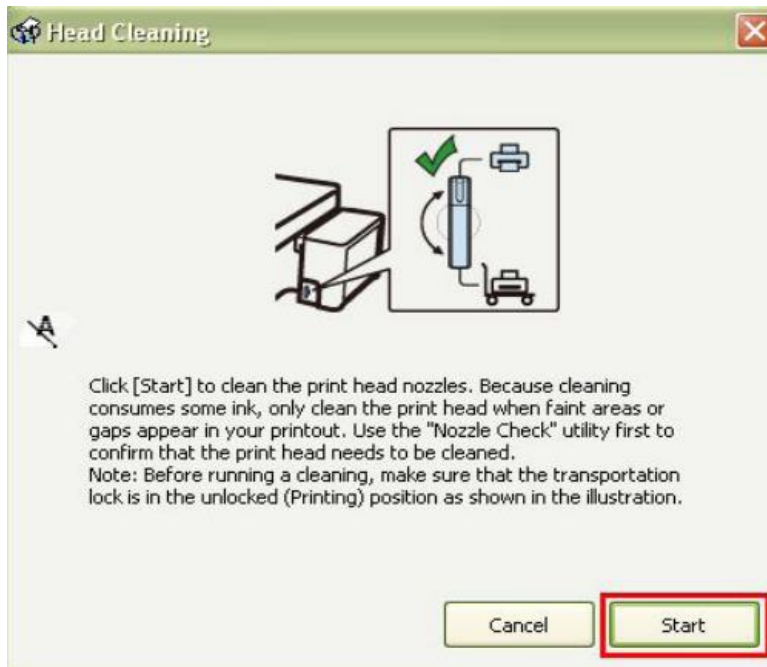 Head Cleaning
Click [Start] to clean the print head nozzles. Because cleaning
consumes some ink, only clean the print head when faint areas or
gaps appear in your printout. Use the "Nozzle Check" utility first to
confirm that the print head needs to be cleaned.
Note: Before running a cleaning, make sure that the transportation
lock is in the unlocked (Printing) position as shown in the illustration.
Cancel
Start